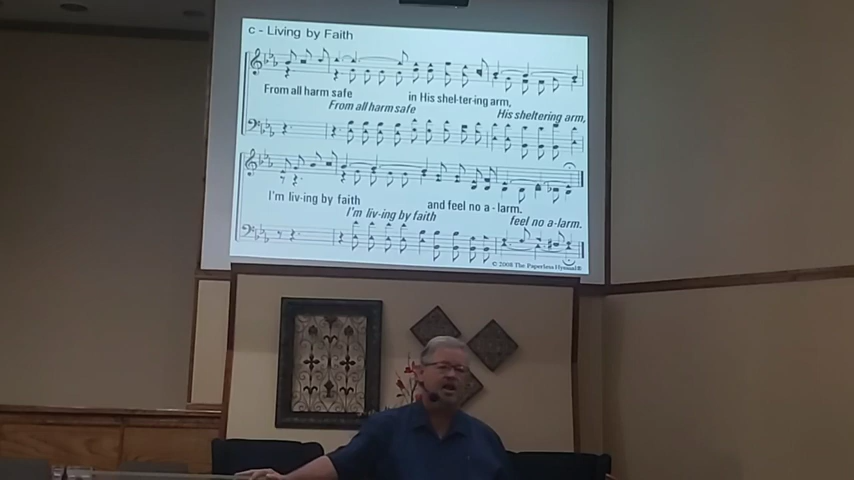 c - Living by Faith
From all harm safe in His shel-ter-ing arm,
From all harm safe His sheltering arm,
I'm liv-ing by faith and feel no a - larm.
I'm liv-ing by faith feel no a-larm.
© 2008 The Paperless Hymnal®